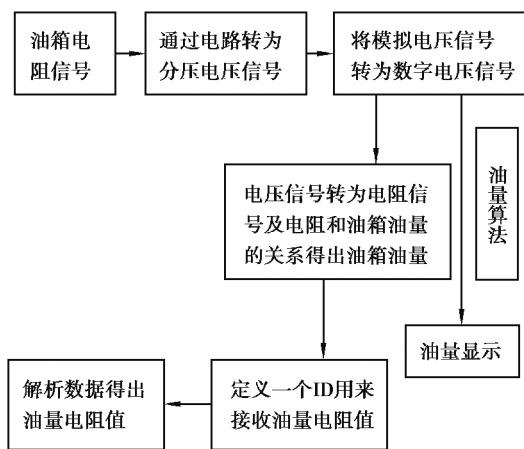 油箱电
阻信号
通过电路转为
分压电压信号
将模拟电压信号
转为数字电压信号
电压信号转为电阻信
号及电阻和油箱油量
的关系得出油箱油量
油量算法
油量显示
定义一个ID用来
接收油量电阻值
解析数据得出
油量电阻值